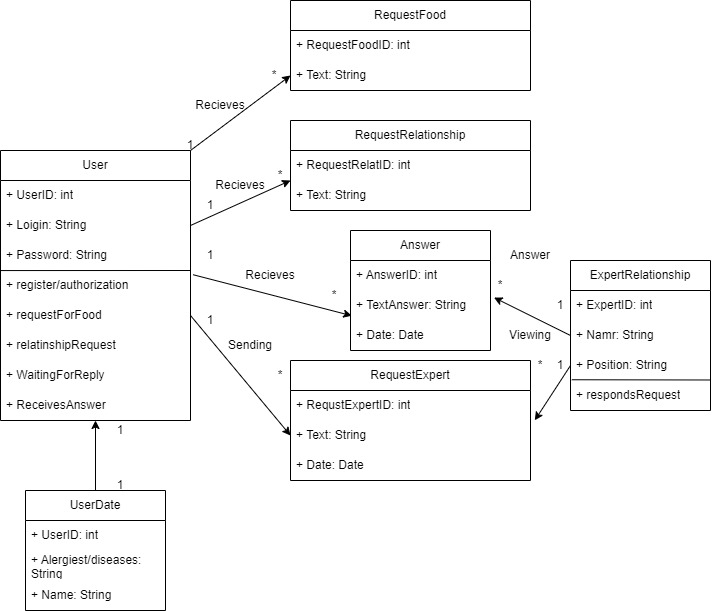 RequestFood
+ RequestFoodID: int
+ Text: String
*
Recieves
1
RequestRelationship
+ RequestRelatID: int
+ Text: String
*
Recieves
1
User
+ UserID: int
+ Loigin: String
+ Password: String
+ register/authorization
+ requestForFood
+ relatinshipRequest
+ WaitingForReply
+ ReceivesAnswer
1
Recieves
*
Answer
+ AnswerID: int
+ TextAnswer: String
+ Date: Date
Answer
*
1
ExpertRelationship
+ ExpertID: int
+ Namr: String
+ Position: String
+ respondsRequest
Viewing
*
1
1
Sending
*
RequestExpert
+ RequstExpertID: int
+ Text: String
+ Date: Date
1
1
UserDate
+ UserID: int
+ Alergiest/diseases:
String
+ Name: String